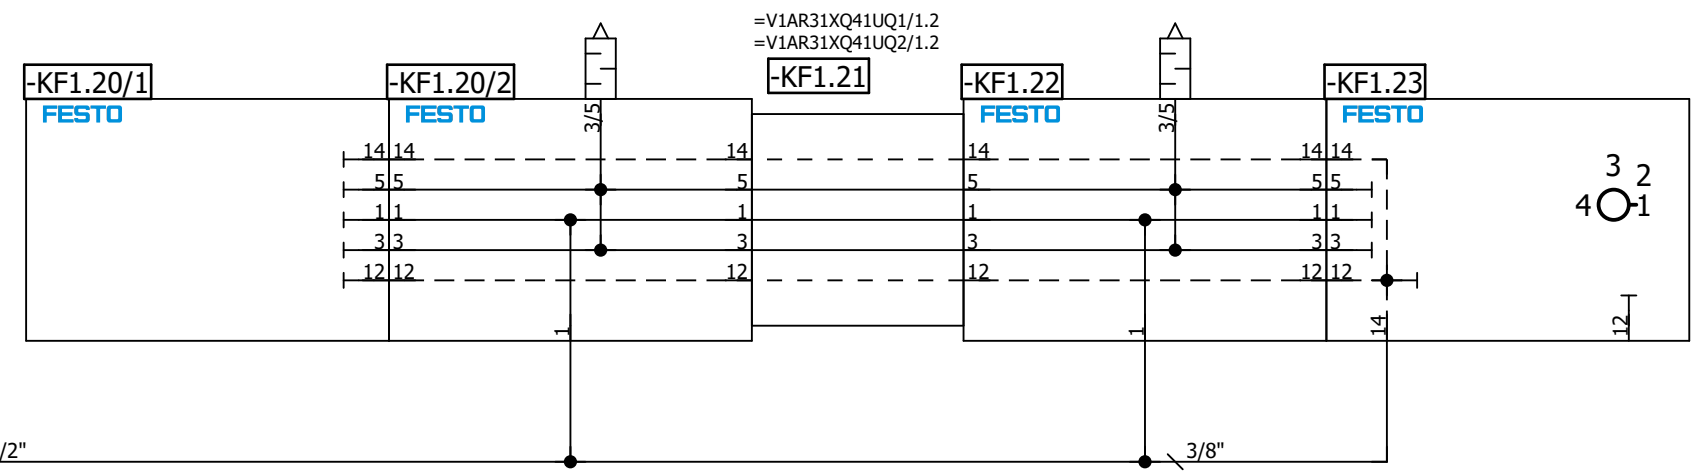 =V1AR31XQ41UQ1/1.2
=V1AR31XQ41UQ2/1.2
-KF1.20/1 -KF1.20/2 -KF1.21 -KF1.22 -KF1.23
FESTO FESTO FESTO FESTO
3/5 3/5
14 14 14 14 14 14
5 5 5 5 5 5
1 1 1 1 1 1
3 3 3 3 3 3
12 12 12 12 12 12
3
2
4 1
1 1 14 12
/2" 3/8"